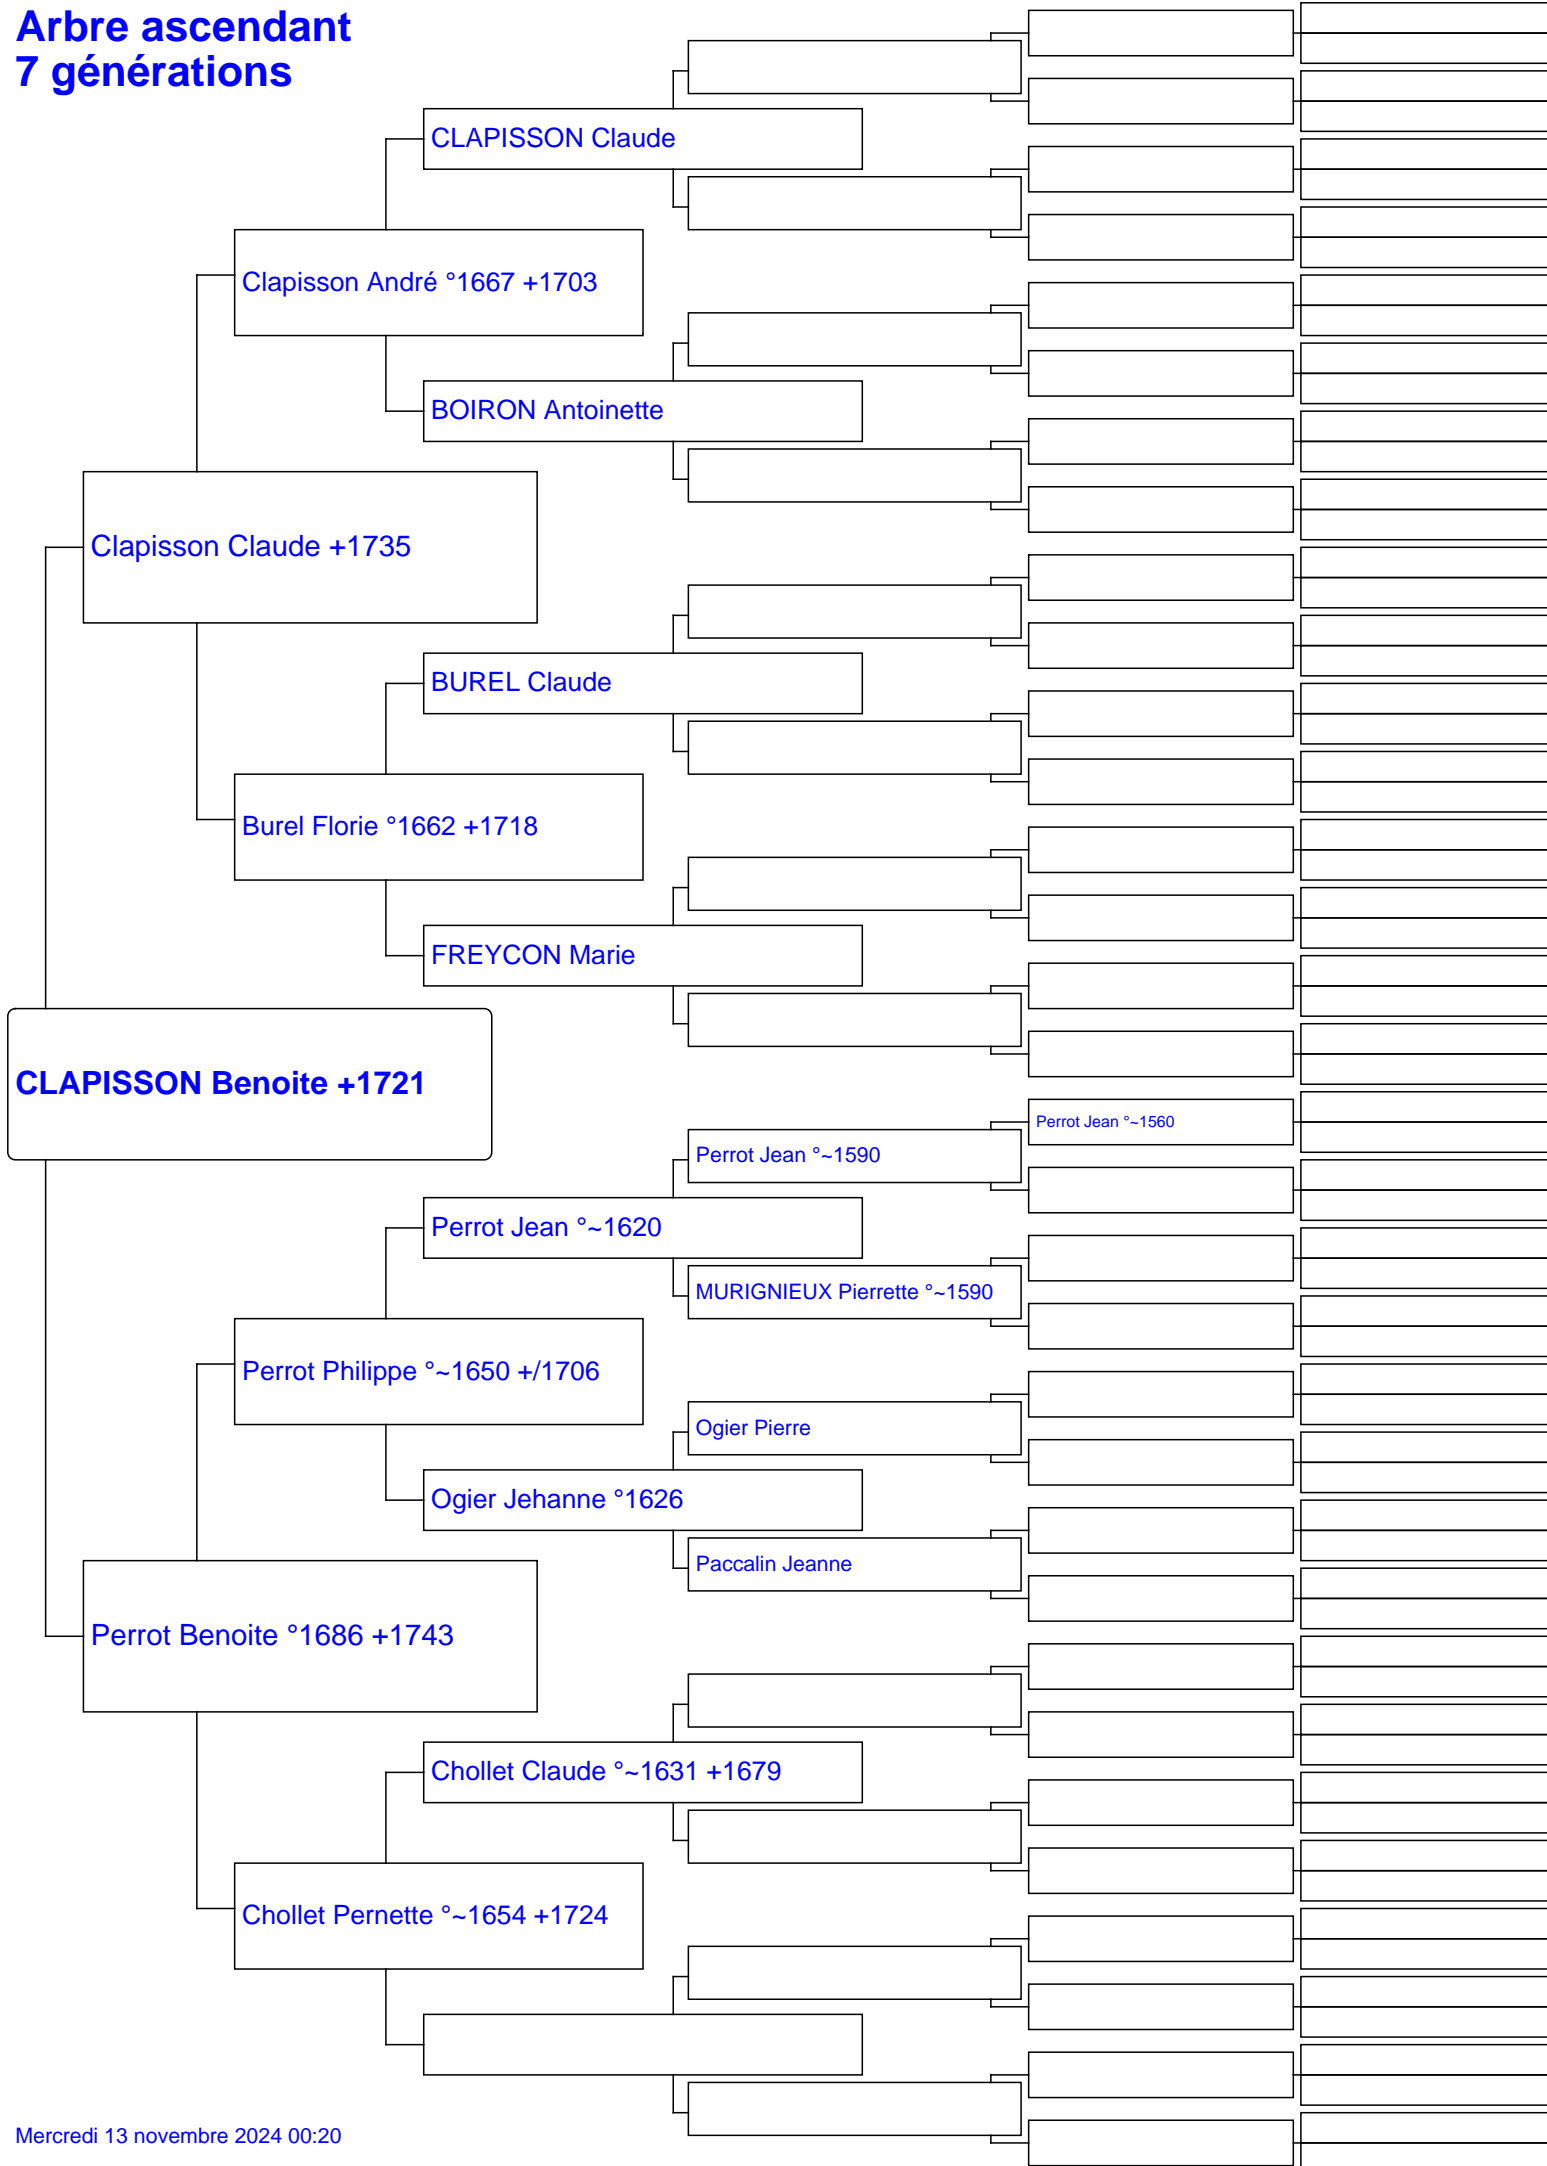 Arbre ascendant
7 générations
CLAPISSON Claude
Clapisson André °1667 +1703
BOIRON Antoinette
Clapisson Claude +1735
BUREL Claude
Burel Florie °1662 +1718
FREYCON Marie
CLAPISSON Benoite +1721
Perrot Jean °~1560
Perrot Jean °~1590
Perrot Jean °~1620
MURIGNIEUX Pierrette °~1590
Perrot Philippe °~1650 +/1706
Ogier Pierre
Ogier Jehanne °1626
Paccalin Jeanne
Perrot Benoite °1686 +1743
Chollet Claude °~1631 +1679
Chollet Pernette °~1654 +1724
Mercredi 13 novembre 2024 00:20